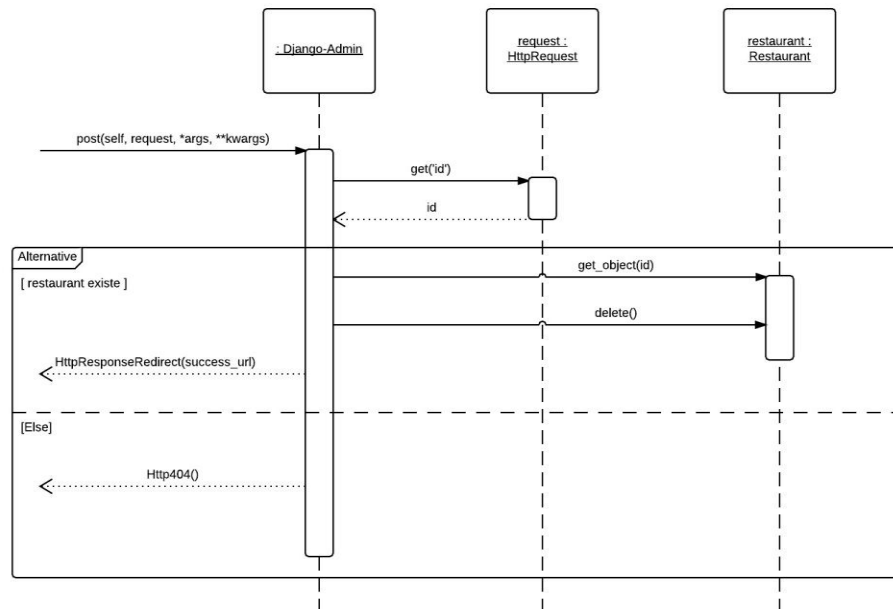 : Django-Admin
request :
HttpRequest
restaurant :
Restaurant
post(self, request, *args, **kwargs)
get('id')
id
Alternative
[ restaurant existe ]
get_object(id)
delete()
HttpResponseRedirect(success_url)
[Else]
Http404()